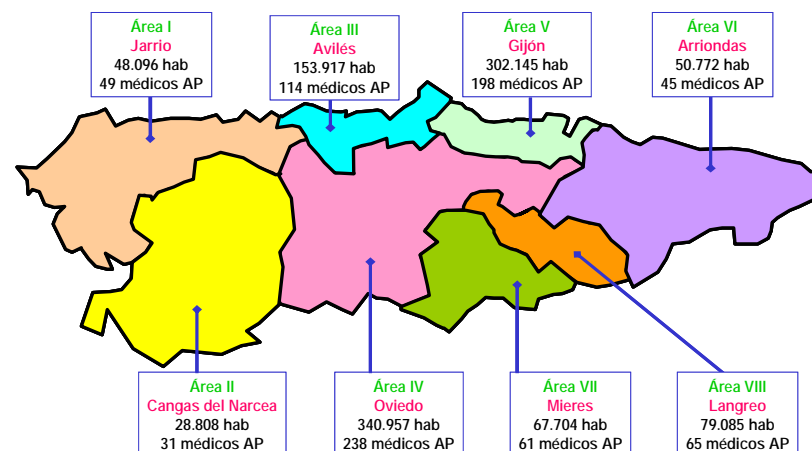 Área I
Jarrio
48.096 hab
49 médicos AP
Área III
Avilés
153.917 hab
114 médicos AP
Área V
Gijón
302.145 hab
198 médicos AP
Área VI
Arriondas
50.772 hab
45 médicos AP
Área II
Cangas del Narcea
28.808 hab
31 médicos AP
Área IV
Oviedo
340.957 hab
238 médicos AP
Área VII
Mieres
67.704 hab
61 médicos AP
Área VIII
Langreo
79.085 hab
65 médicos AP